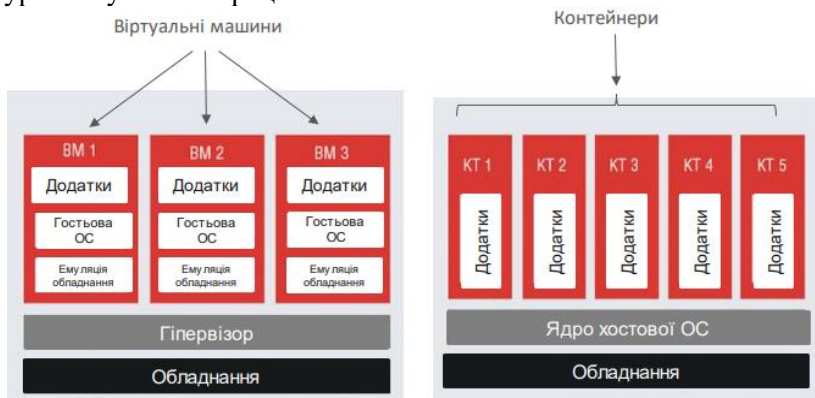 Віртуальні машини
ВМ 1
ВМ 2
ВМ 3
Додатки
Додатки
Додатки
Гостьова
ОС
Гостьова
ОС
Гостьова
ОС
Емуляція
обладнання
Емуляція
обладнання
Емуляція
обладнання
Гіпервізор
Обладнання
Контейнери
КТ 1
КТ 2
КТ 3
КТ 4
КТ 5
Додатки
Додатки
Додатки
Додатки
Додатки
Ядро хостової ОС
Обладнання